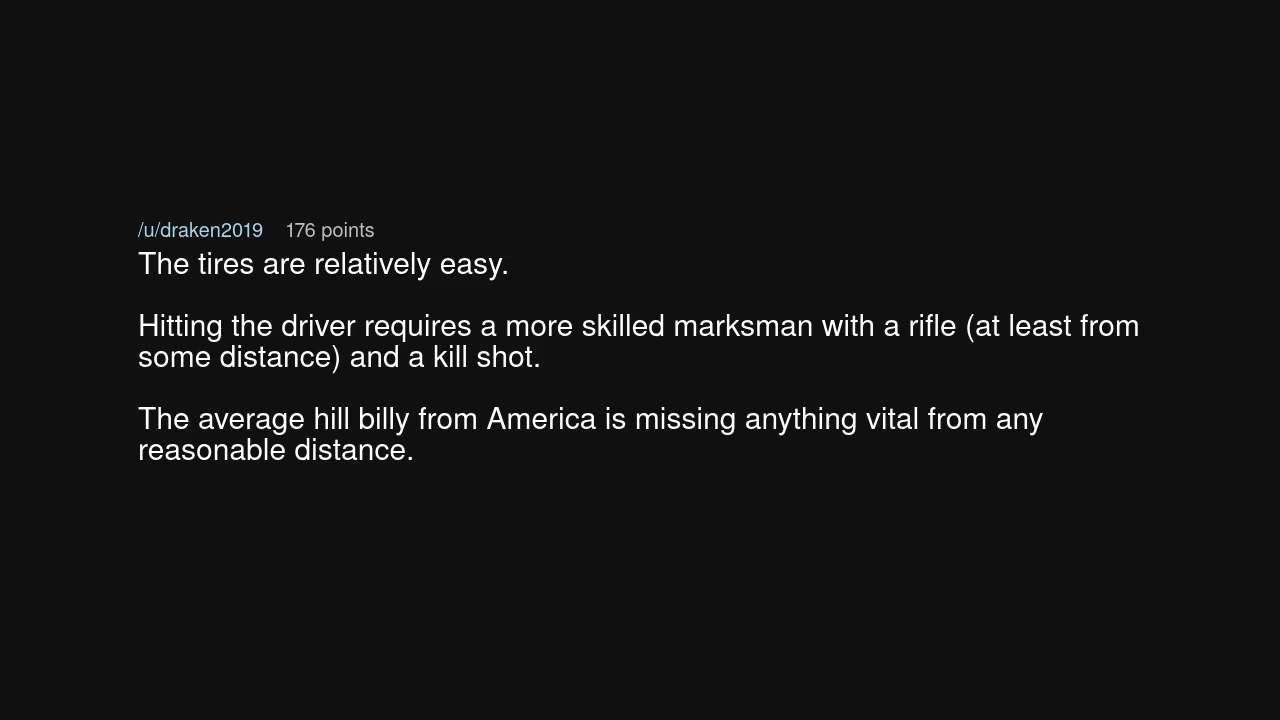 /u/draken2019 176 points
The tires are relatively easy.
Hitting the driver requires a more skilled marksman with a rifle (at least from
some distance) and a kill shot.
The average hill billy from America is missing anything vital from any
reasonable distance.